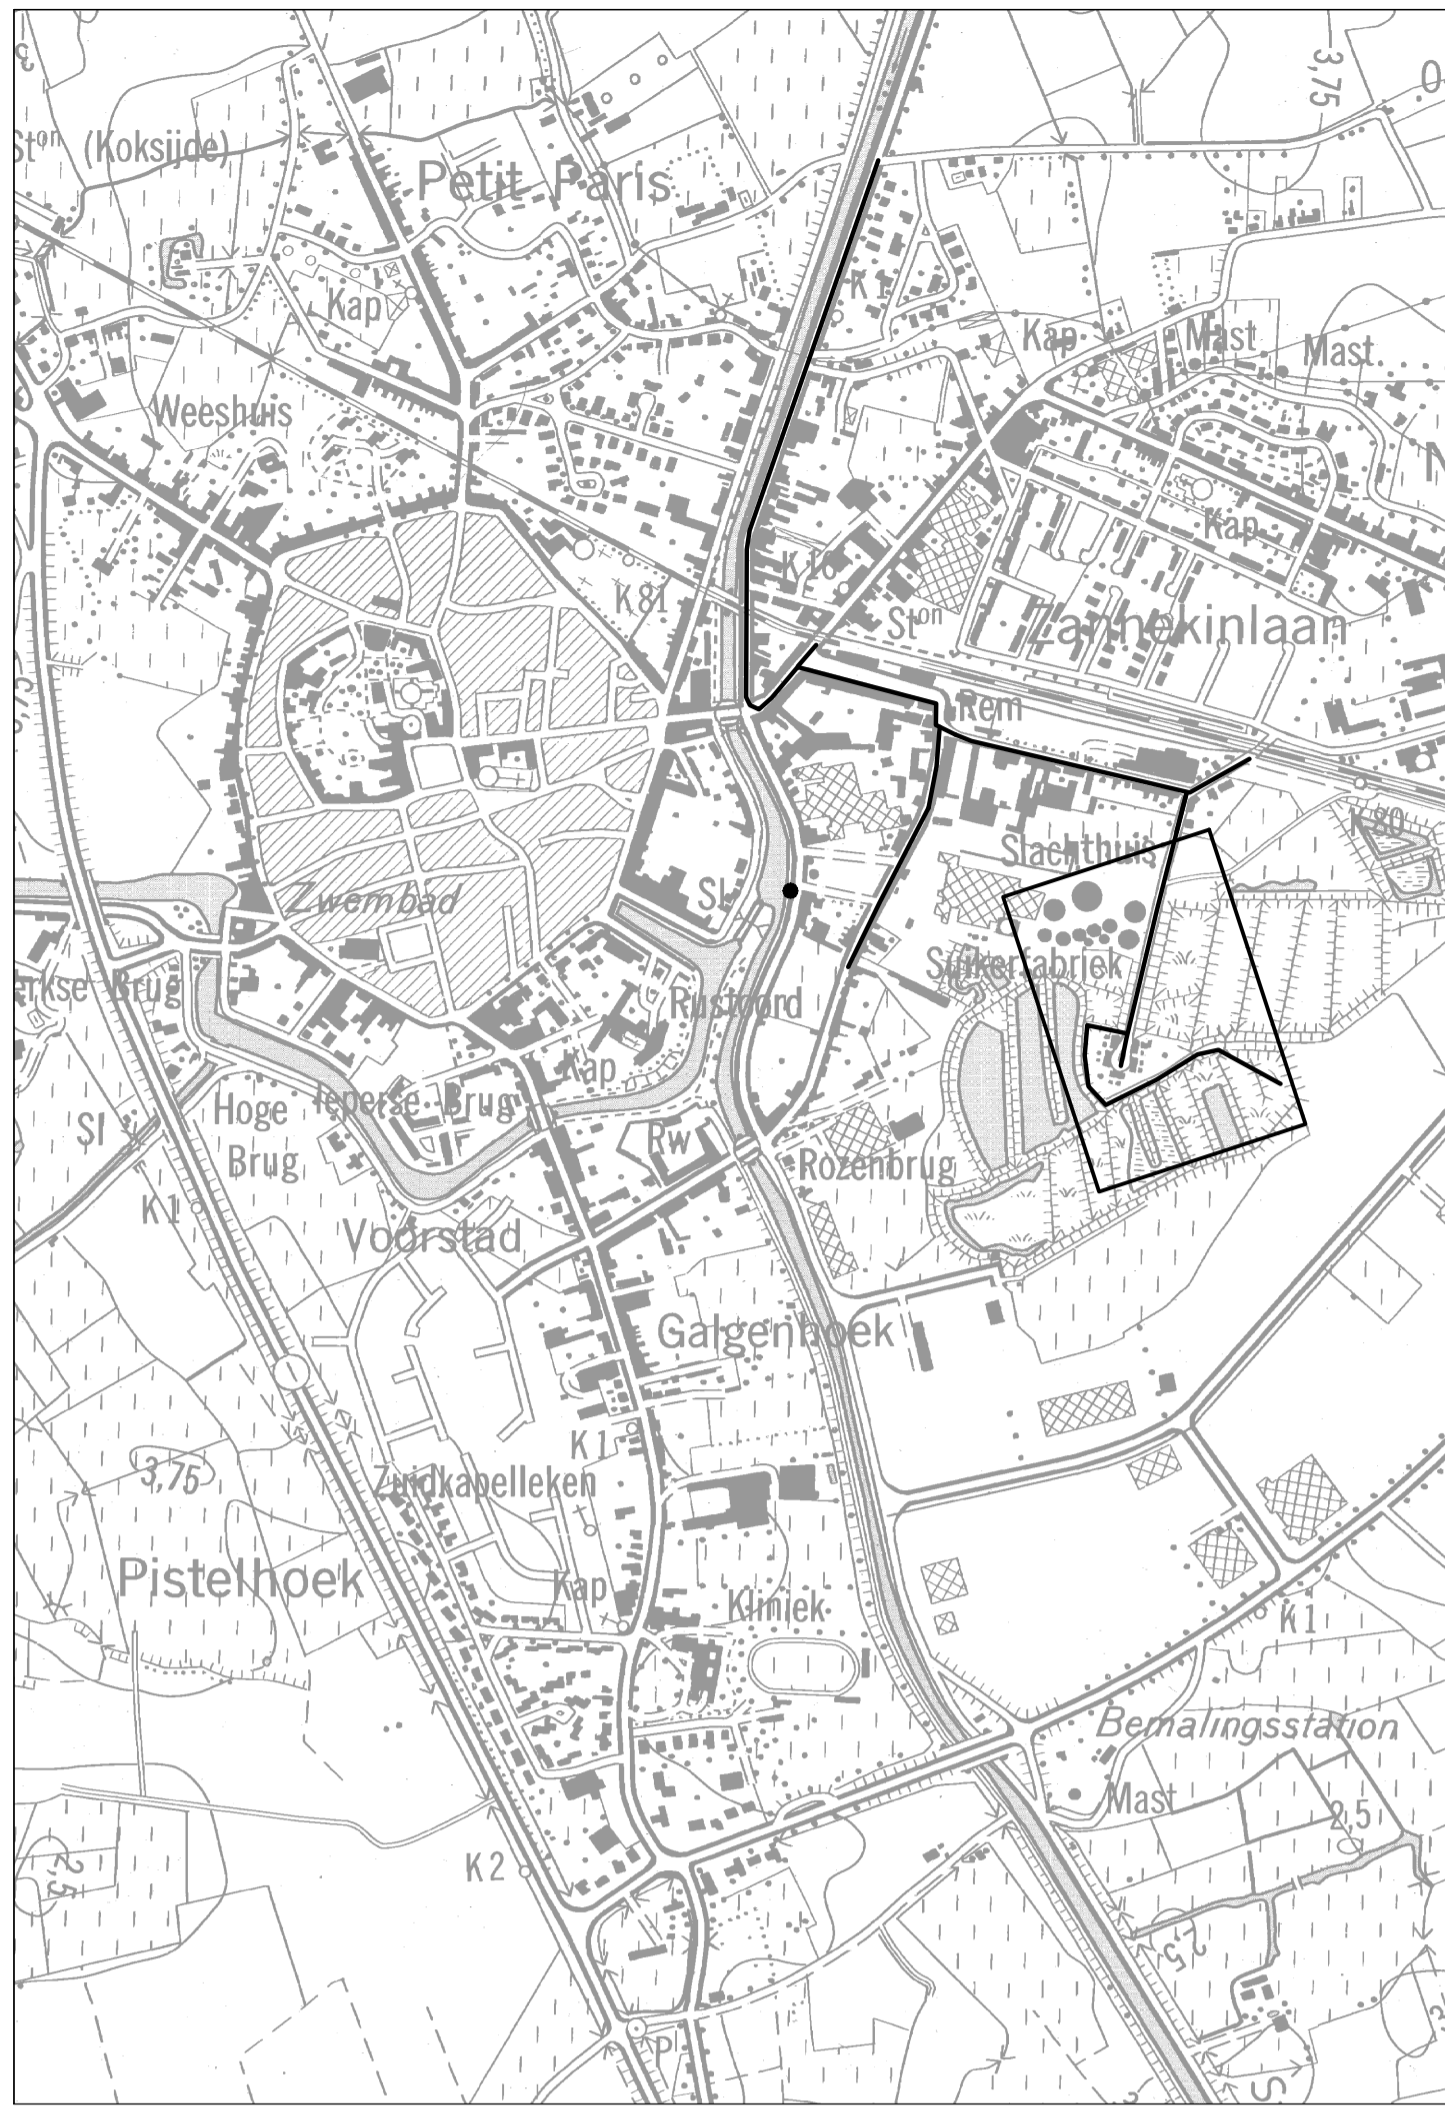 3,75
Sᵗᵒⁿ (Koksijde)
Petit Paris
Kap
K1
Kap
Mast
Mast
Weeshuis
Kap
K10
K81
Sᵗᵒⁿ
Zannekinlaan
Rem
K80
Slachthuis
Zwembad
Sl
Suikerfabriek
erkse Brug
Rustoord
Kap
Hoge
Brug
Ieperse Brug
Sl
Rw
Rozenbrug
K1
Voorstad
Galgenhoek
K1
3,75
Zuidkapelleken
Pistelhoek
Kap
Kliniek
K1
Bemalingsstation
Mast
2,5
K2
2,5
2,5
P